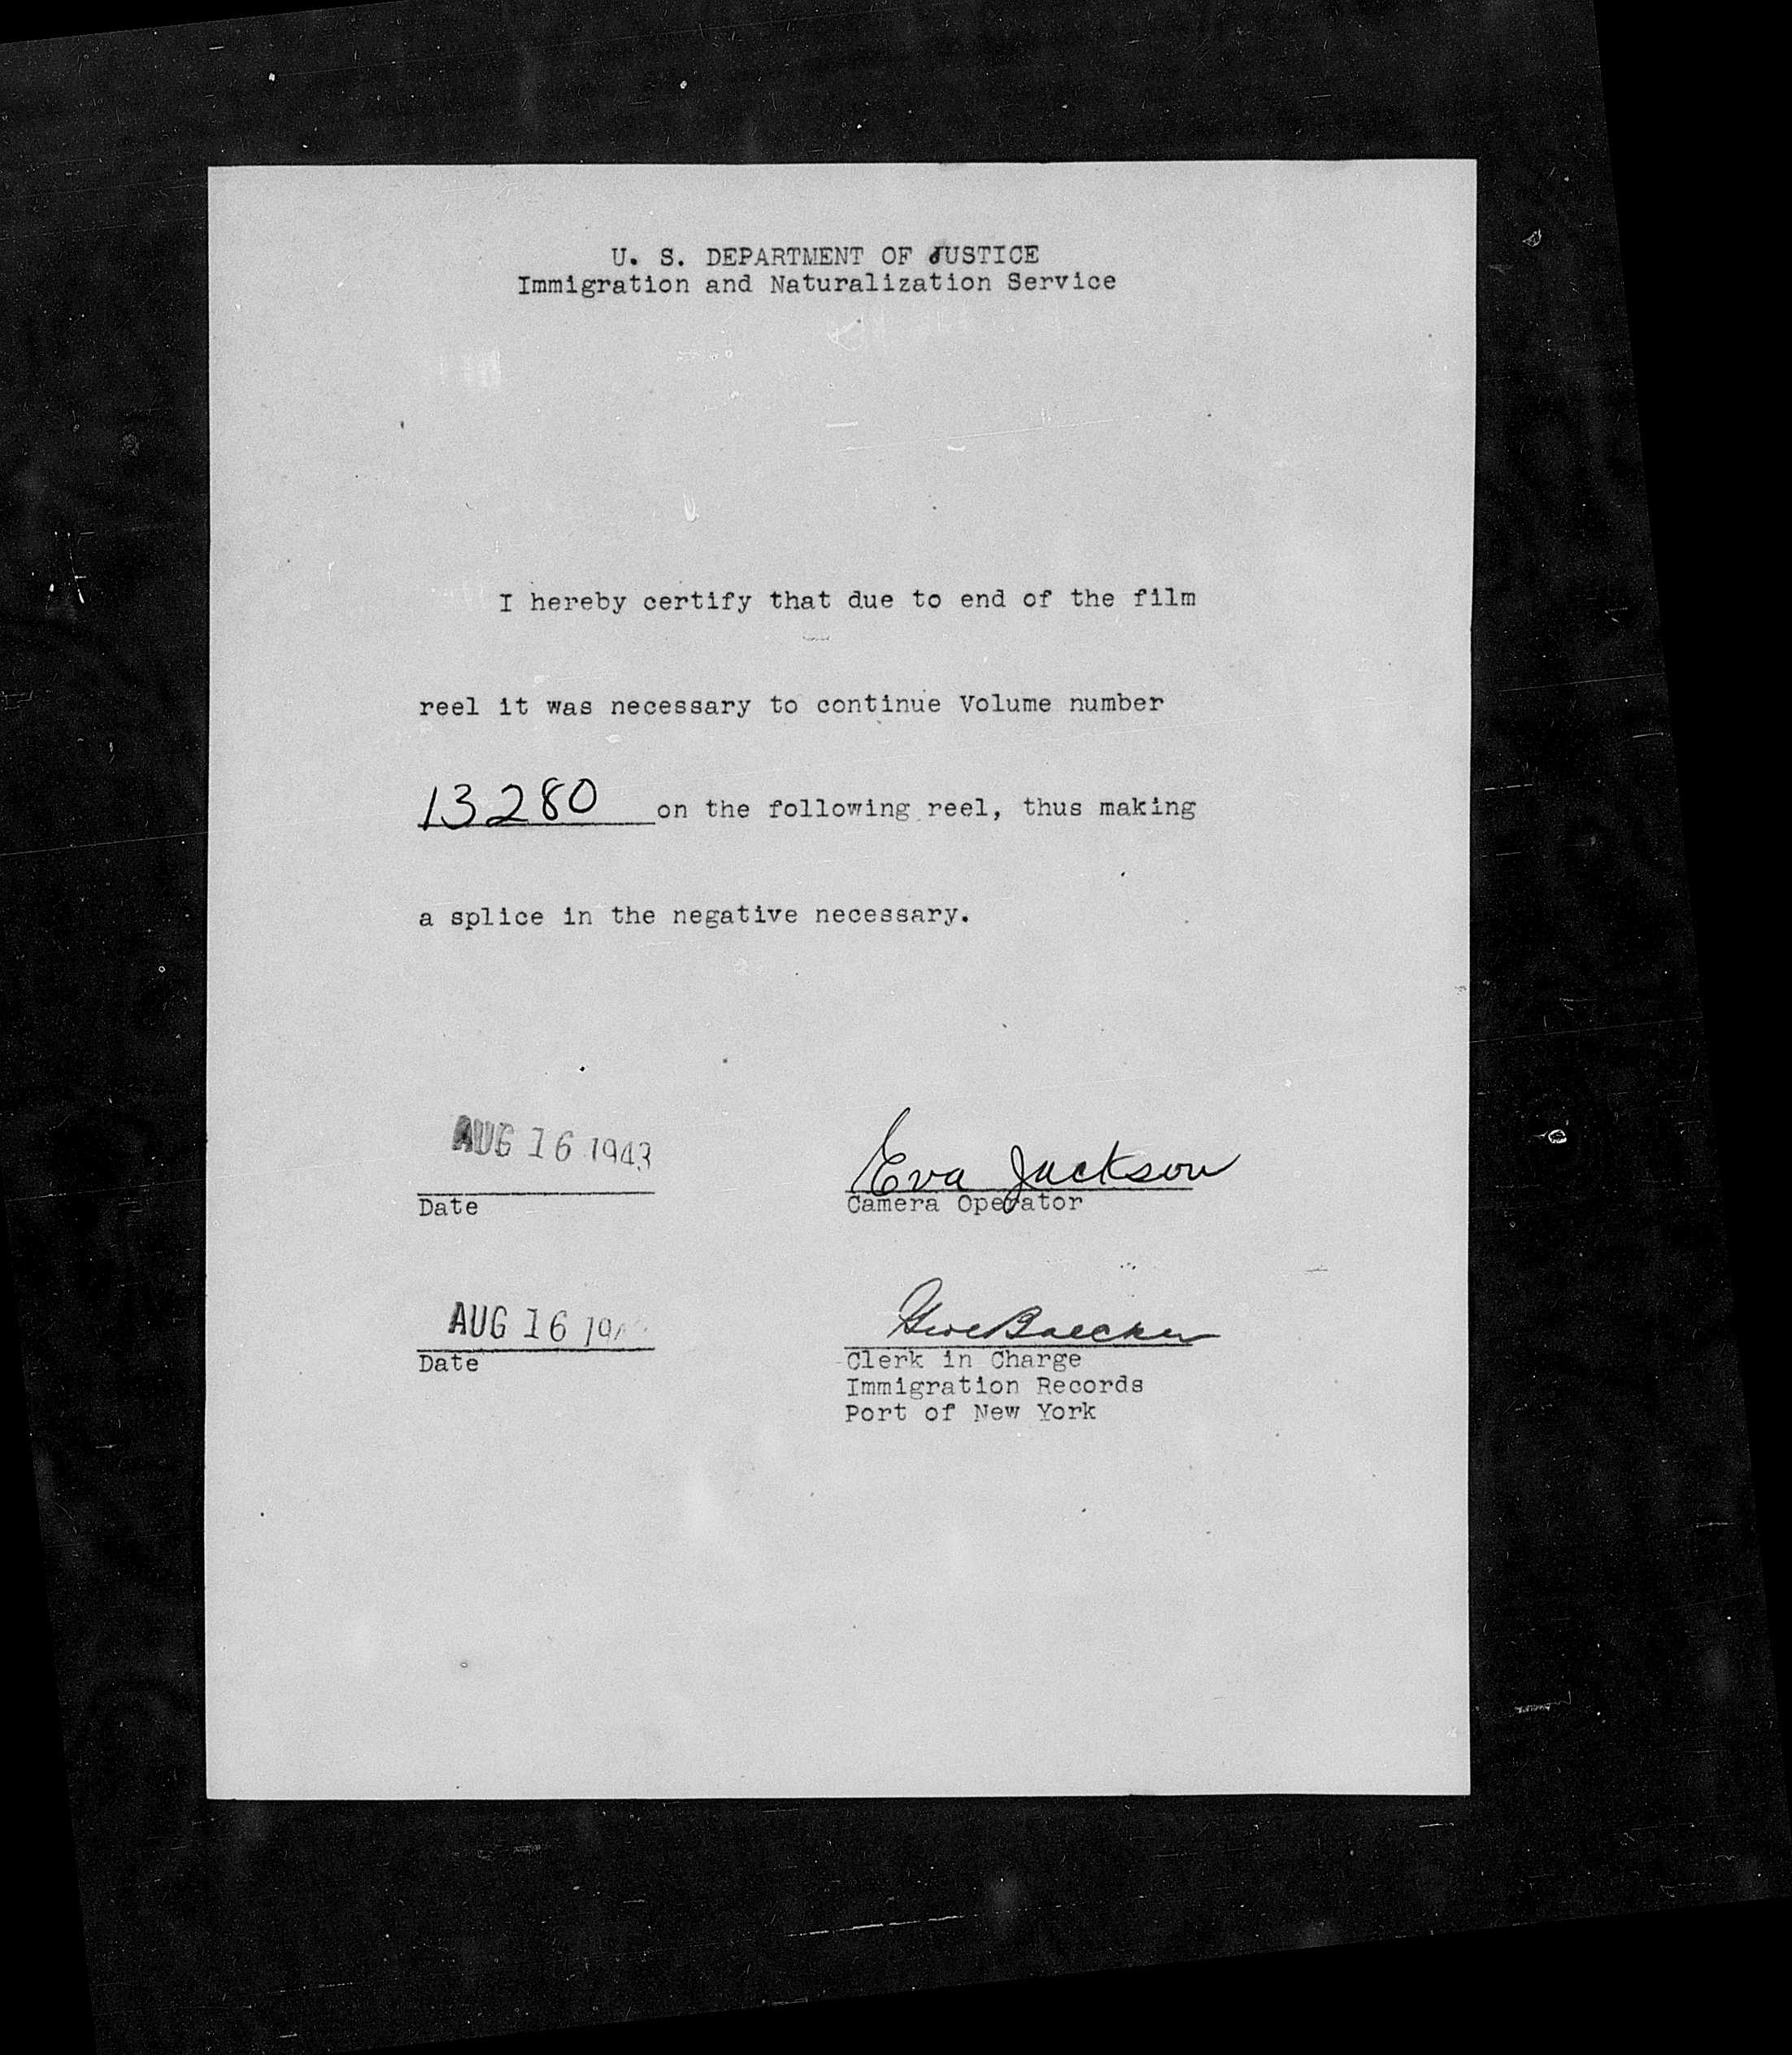 U. S. DEPARTMENT OF JUSTICE
Immigration and Naturalization Service
I hereby certify that due to end of the film
reel it was necessary to continue Volume number
13280 on the following reel, thus making
a splice in the negative necessary.
AUG 16 1943
Eva Jackson
Date
Camera Operator
AUG 16
Date
Clerk in Charge
Immigration Records
Port of New York